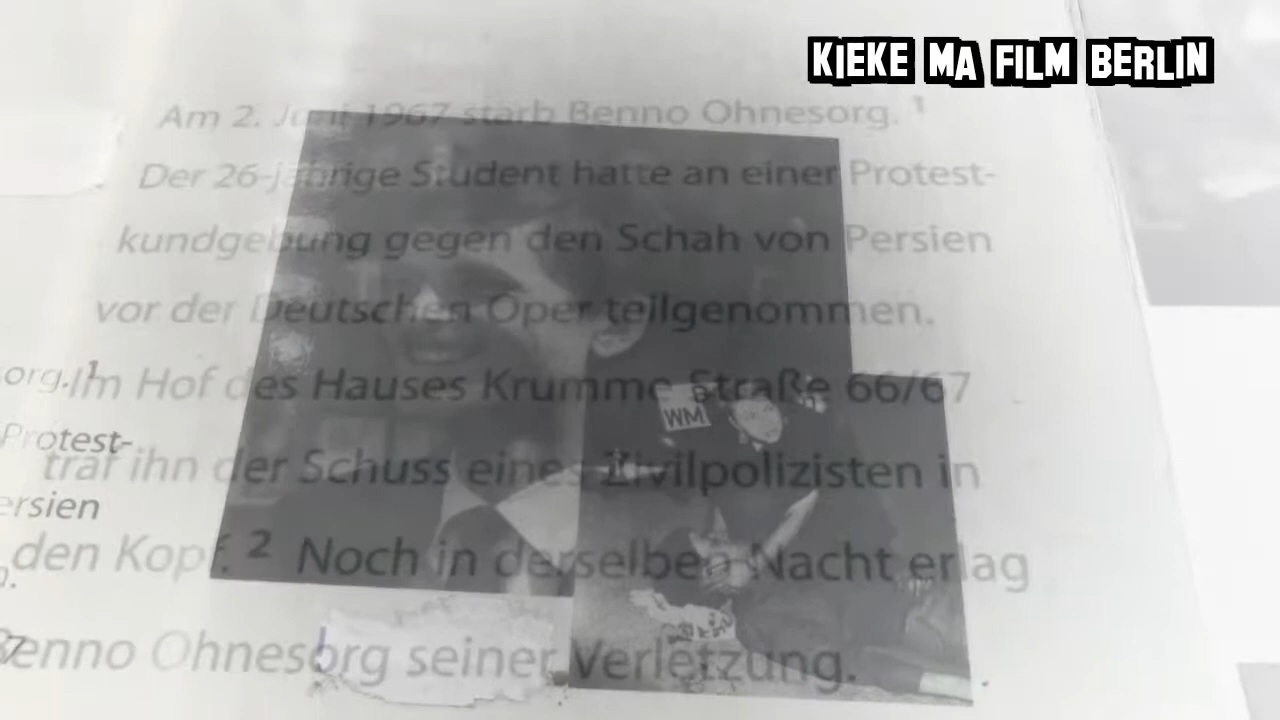 KIEKE MA FILM BERLIN
Am 2. Juni 1967 starb Benno Ohnesorg. 1
Der 26-jährige Student hatte an einer Protest-
kundgebung gegen den Schah von Persien
vor der Deutschen Oper teilgenommen.
Im Hof des Hauses Krumme Straße 66/67
traf ihn der Schuss eines Zivilpolizisten in
den Kopf. 2 Noch in derselben Nacht erlag
Benno Ohnesorg seiner Verletzung.
org. 1
Protest-
ersien
7
WM